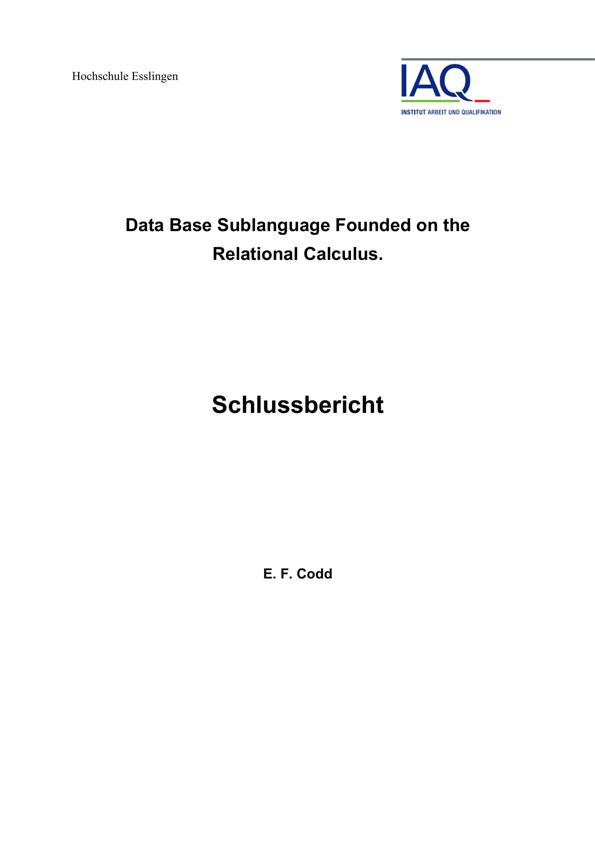 Hochschule Esslingen
IAQ
INSTITUT ARBEIT UND QUALIFIKATION
Data Base Sublanguage Founded on the
Relational Calculus.
Schlussbericht
E. F. Codd